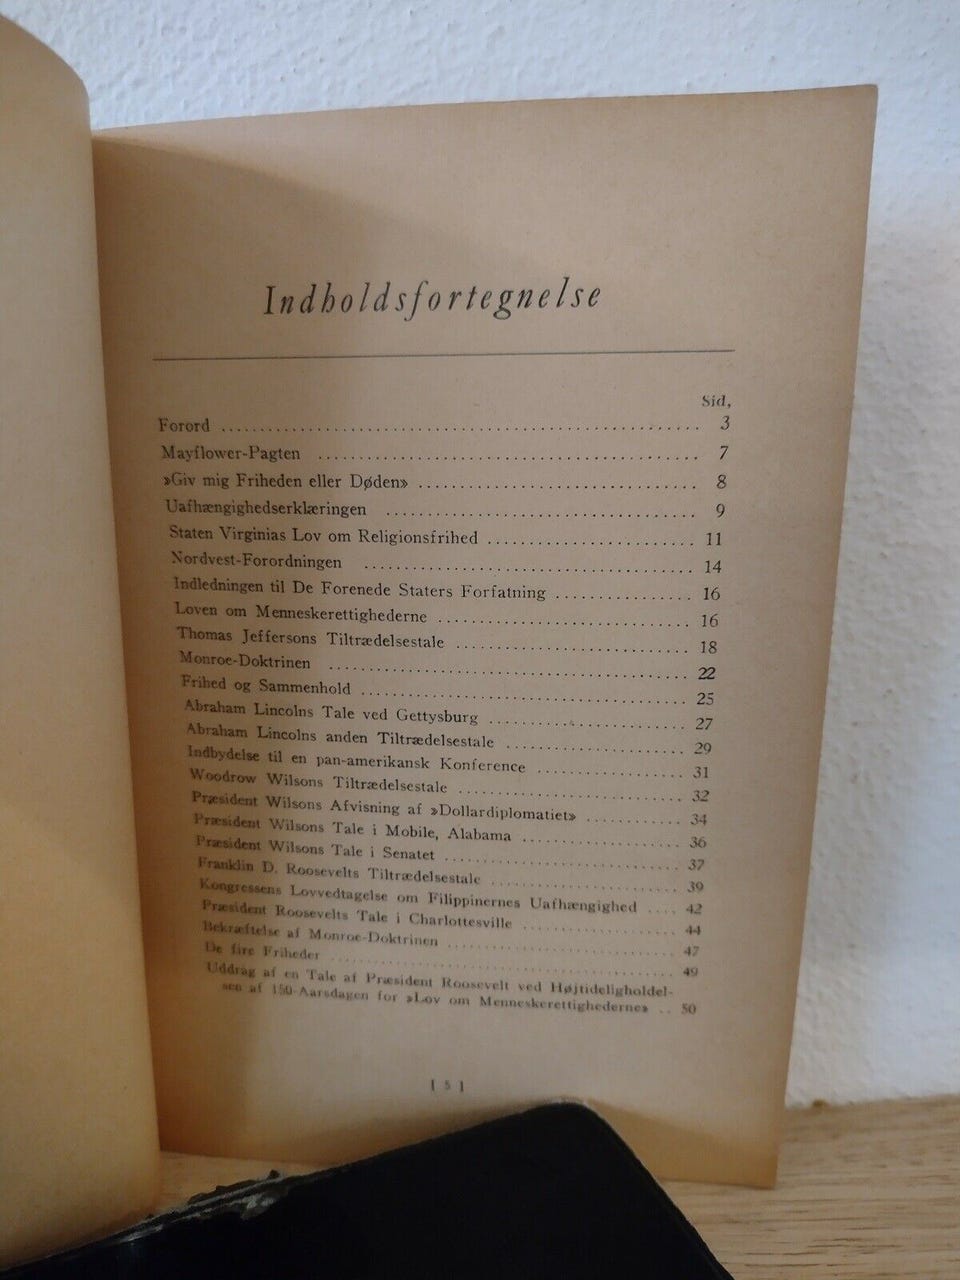 Indholdsfortegnelse
Sid,
Forord ........ 3
Mayflower-Pagten ........ 7
»Giv mig Friheden eller Døden» ........ 8
Uafhængighedserklæringen ........ 9
Staten Virginias Lov om Religionsfrihed ........ 11
Nordvest-Forordningen ........ 14
Indledningen til De Forenede Staters Forfatning ........ 16
Loven om Menneskerettighederne ........ 16
Thomas Jeffersons Tiltrædelsestale ........ 18
Monroe-Doktrinen ........ 22
Frihed og Sammenhold ........ 25
Abraham Lincolns Tale ved Gettysburg ........ 27
Abraham Lincolns anden Tiltrædelsestale ........ 29
Indbydelse til en pan-amerikansk Konference ........ 31
Woodrow Wilsons Tiltrædelsestale ........ 32
Præsident Wilsons Afvisning af »Dollardiplomatiet» ........ 34
Præsident Wilsons Tale i Mobile, Alabama ........ 36
Præsident Wilsons Tale i Senatet ........ 37
Franklin D. Roosevelts Tiltrædelsestale ........ 39
Kongressens Lovvedtagelse om Filippinernes Uafhængighed .... 42
Præsident Roosevelts Tale i Charlottesville ........ 44
Bekræftelse af Monroe-Doktrinen ........ 47
De fire Friheder ........ 49
Uddrag af en Tale af Præsident Roosevelt ved Højtideligholdel-
sen af 150-Aarsdagen for »Lov om Menneskerettighederne» .. 50
[ 5 ]